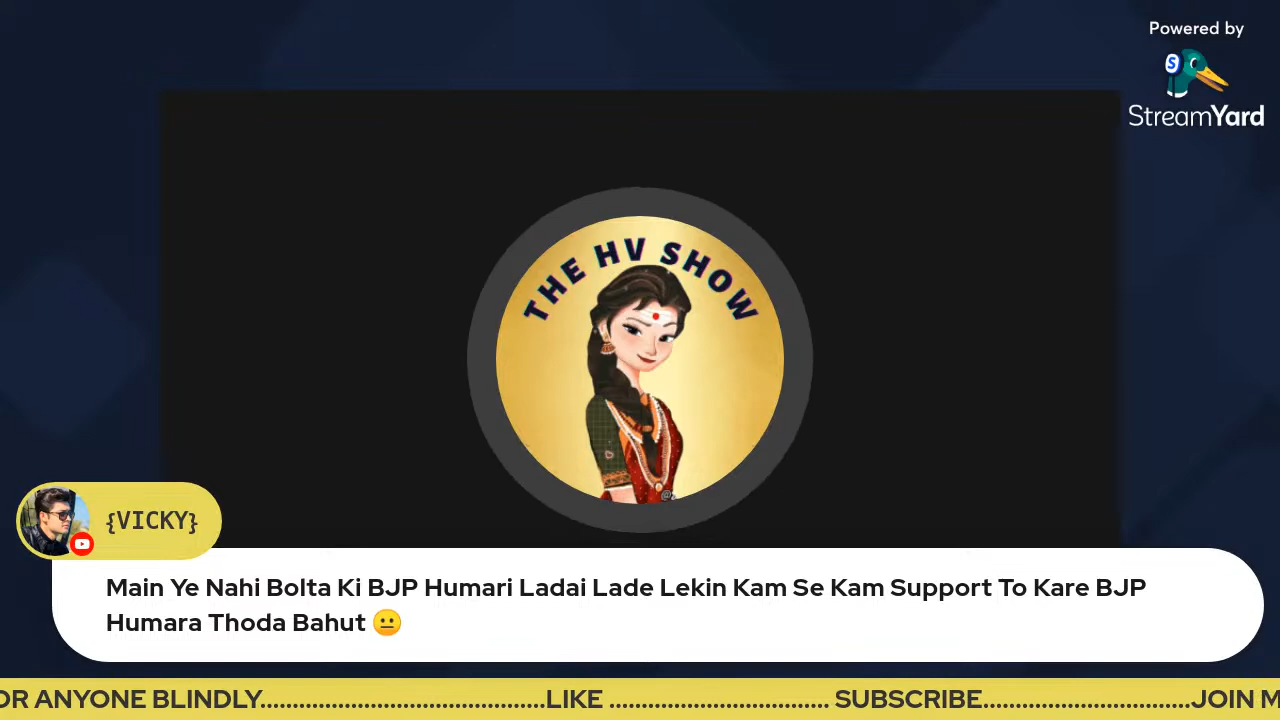 Powered by
StreamYard
THE HV SHOW
{VICKY}
Main Ye Nahi Bolta Ki BJP Humari Ladai Lade Lekin Kam Se Kam Support To Kare BJP
Humara Thoda Bahut 😐
OR ANYONE BLINDLY.............................................LIKE ................................... SUBSCRIBE.................................JOIN M